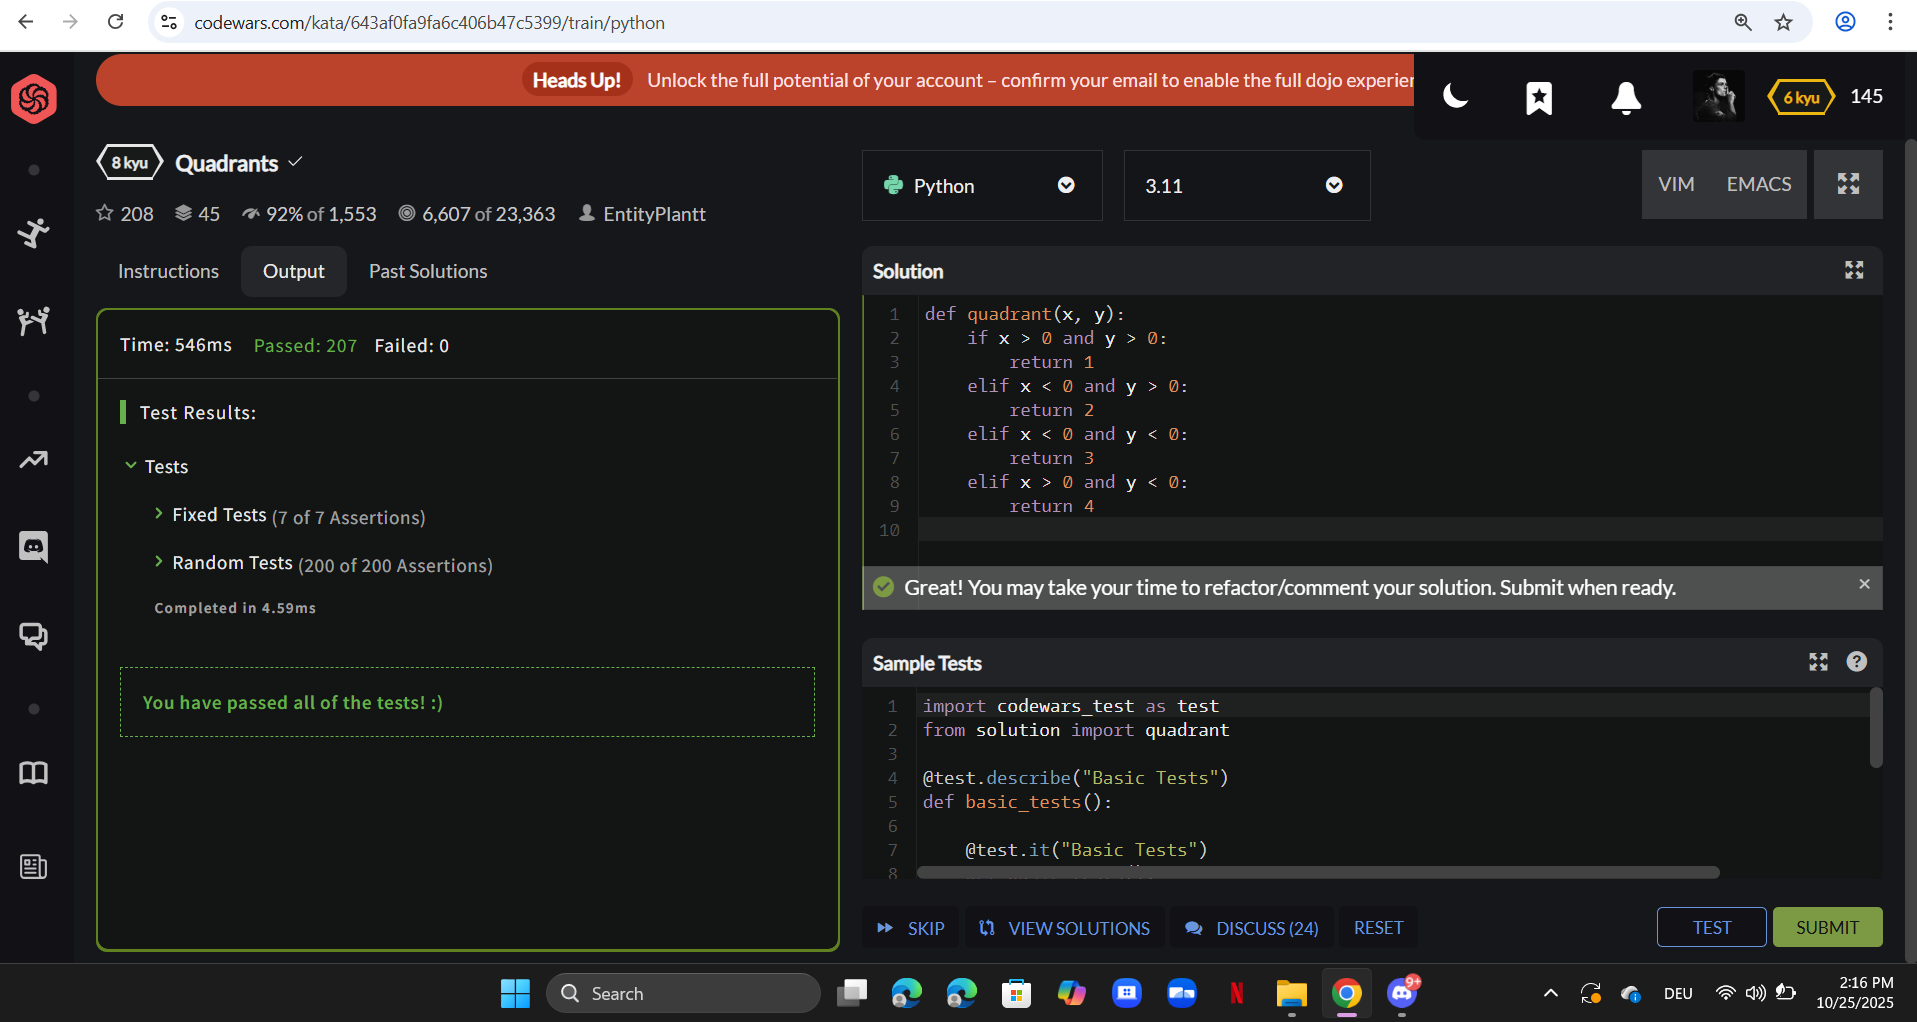 codewars.com/kata/643af0fa9fa6c406b47c5399/train/python
Heads Up! Unlock the full potential of your account – confirm your email to enable the full dojo experier
6 kyu 145
8 kyu Quadrants
208 45 92% of 1,553 6,607 of 23,363 EntityPlantt
Python 3.11 VIM EMACS
Instructions Output Past Solutions
Time: 546ms Passed: 207 Failed: 0
Test Results:
Tests
Fixed Tests (7 of 7 Assertions)
Random Tests (200 of 200 Assertions)
Completed in 4.59ms
You have passed all of the tests! :)
Solution
1 def quadrant(x, y):
2 if x > 0 and y > 0:
3 return 1
4 elif x < 0 and y > 0:
5 return 2
6 elif x < 0 and y < 0:
7 return 3
8 elif x > 0 and y < 0:
9 return 4
10
Great! You may take your time to refactor/comment your solution. Submit when ready.
Sample Tests
1 import codewars_test as test
2 from solution import quadrant
3
4 @test.describe("Basic Tests")
5 def basic_tests():
6
7 @test.it("Basic Tests")
8
SKIP VIEW SOLUTIONS DISCUSS (24) RESET TEST SUBMIT
Search
N
9+
DEU
2:16 PM
10/25/2025